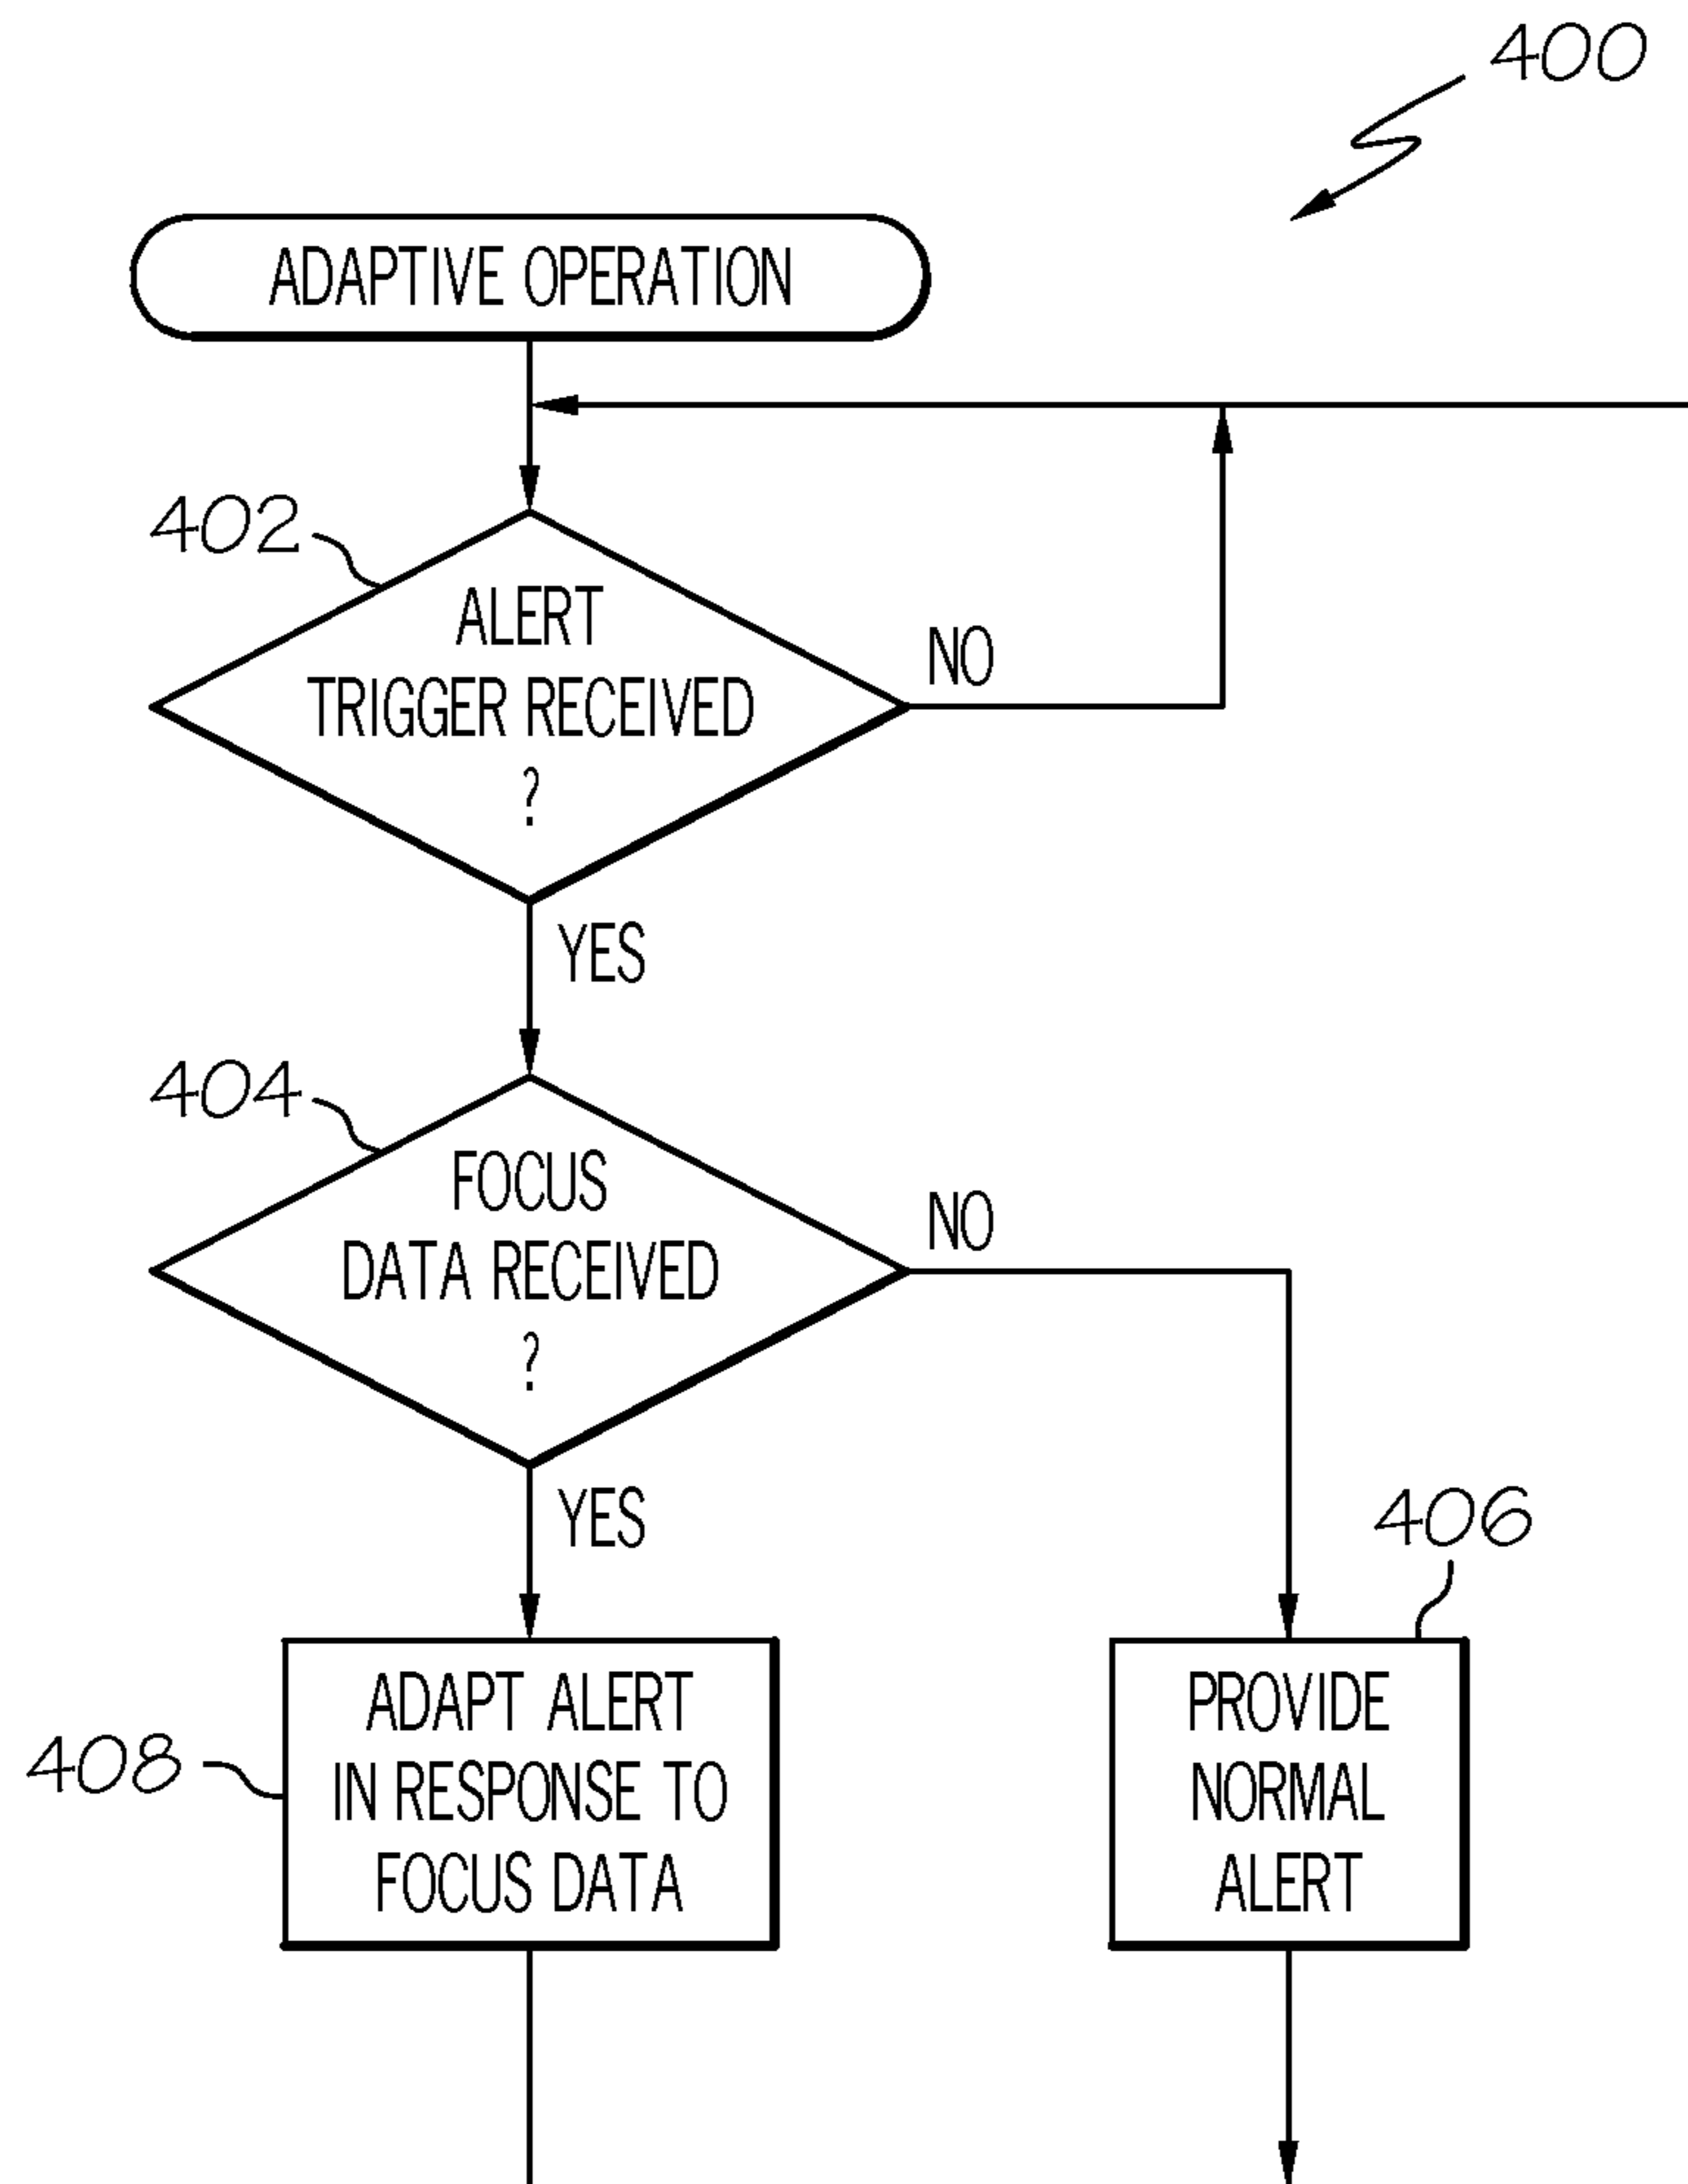 400
ADAPTIVE OPERATION
402
ALERT
TRIGGER RECEIVED
?
NO
YES
404
FOCUS
DATA RECEIVED
?
NO
YES
406
408
ADAPT ALERT
IN RESPONSE TO
FOCUS DATA
PROVIDE
NORMAL
ALERT